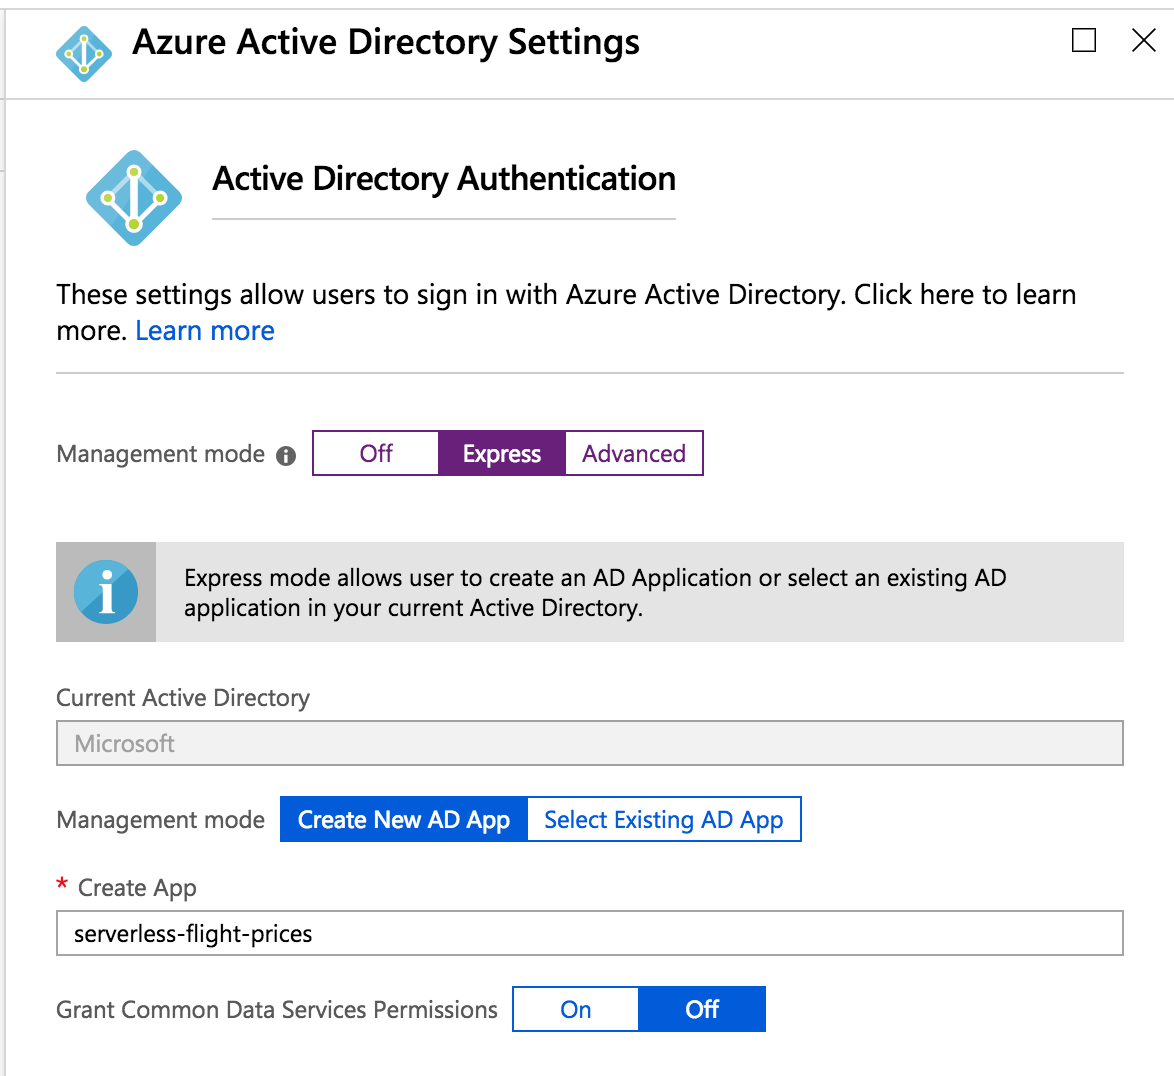 Azure Active Directory Settings
Active Directory Authentication
These settings allow users to sign in with Azure Active Directory. Click here to learn
more. Learn more
Management mode Off Express Advanced
Express mode allows user to create an AD Application or select an existing AD
application in your current Active Directory.
Current Active Directory
Microsoft
Management mode Create New AD App Select Existing AD App
* Create App
serverless-flight-prices
Grant Common Data Services Permissions On Off